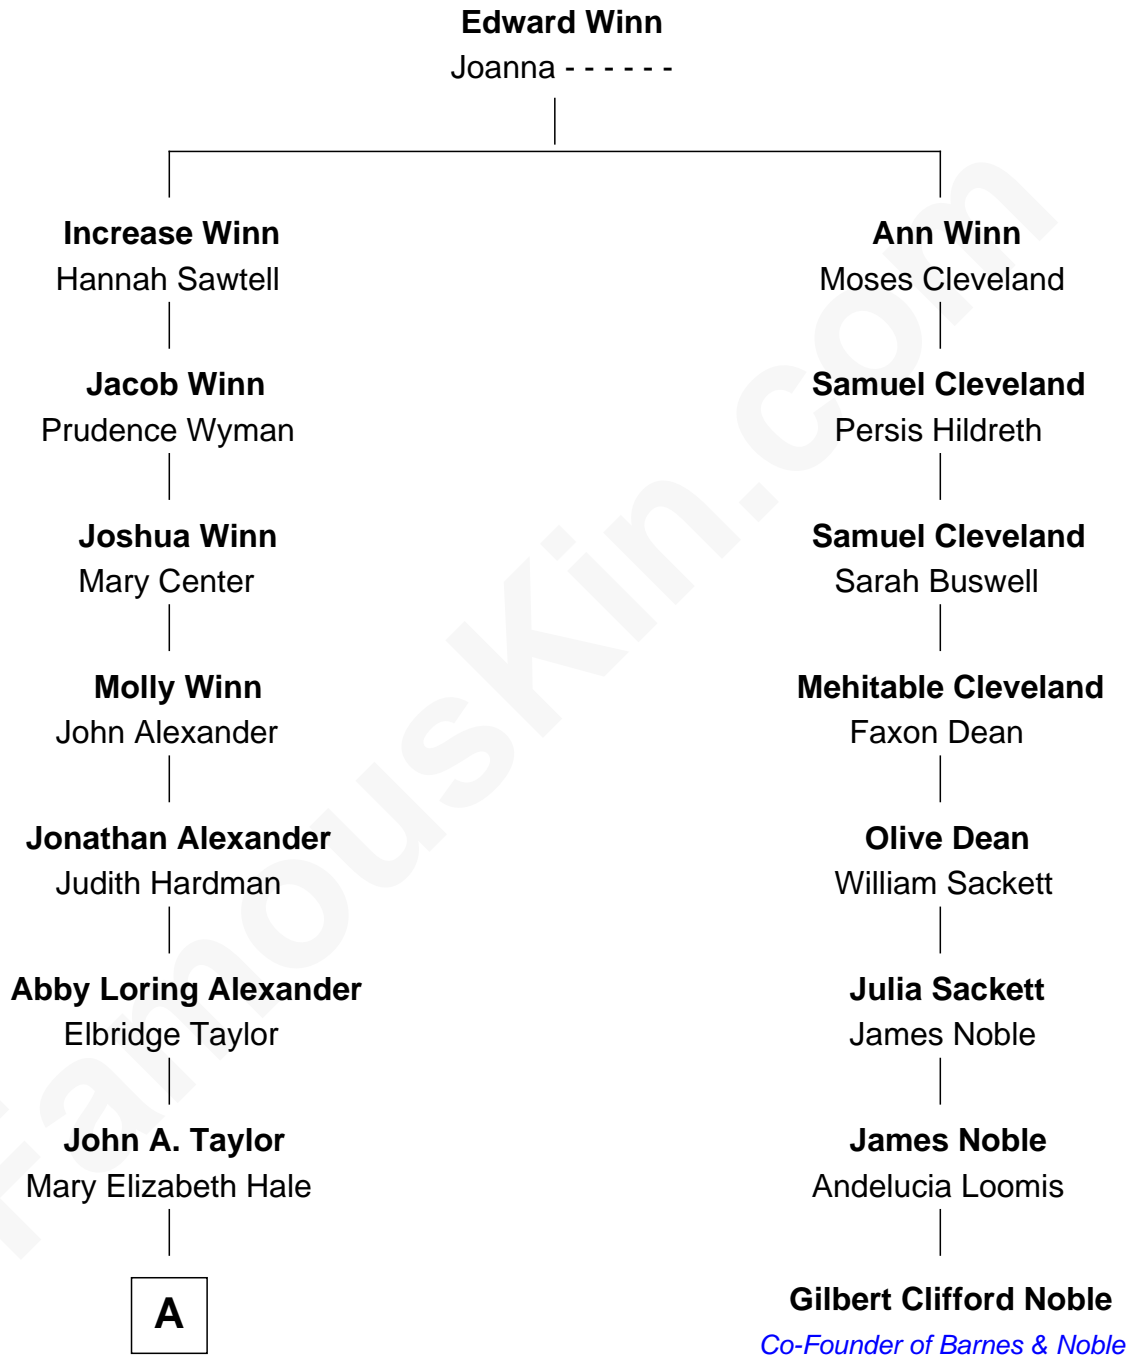 Edward Winn
Joanna - - - - - -
Increase Winn
Hannah Sawtell
Jacob Winn
Prudence Wyman
Joshua Winn
Mary Center
Molly Winn
John Alexander
Jonathan Alexander
Judith Hardman
Abby Loring Alexander
Elbridge Taylor
John A. Taylor
Mary Elizabeth Hale
A
Ann Winn
Moses Cleveland
Samuel Cleveland
Persis Hildreth
Samuel Cleveland
Sarah Buswell
Mehitable Cleveland
Faxon Dean
Olive Dean
William Sackett
Julia Sackett
James Noble
James Noble
Andelucia Loomis
Gilbert Clifford Noble
Co-Founder of Barnes & Noble
FamousKin.com